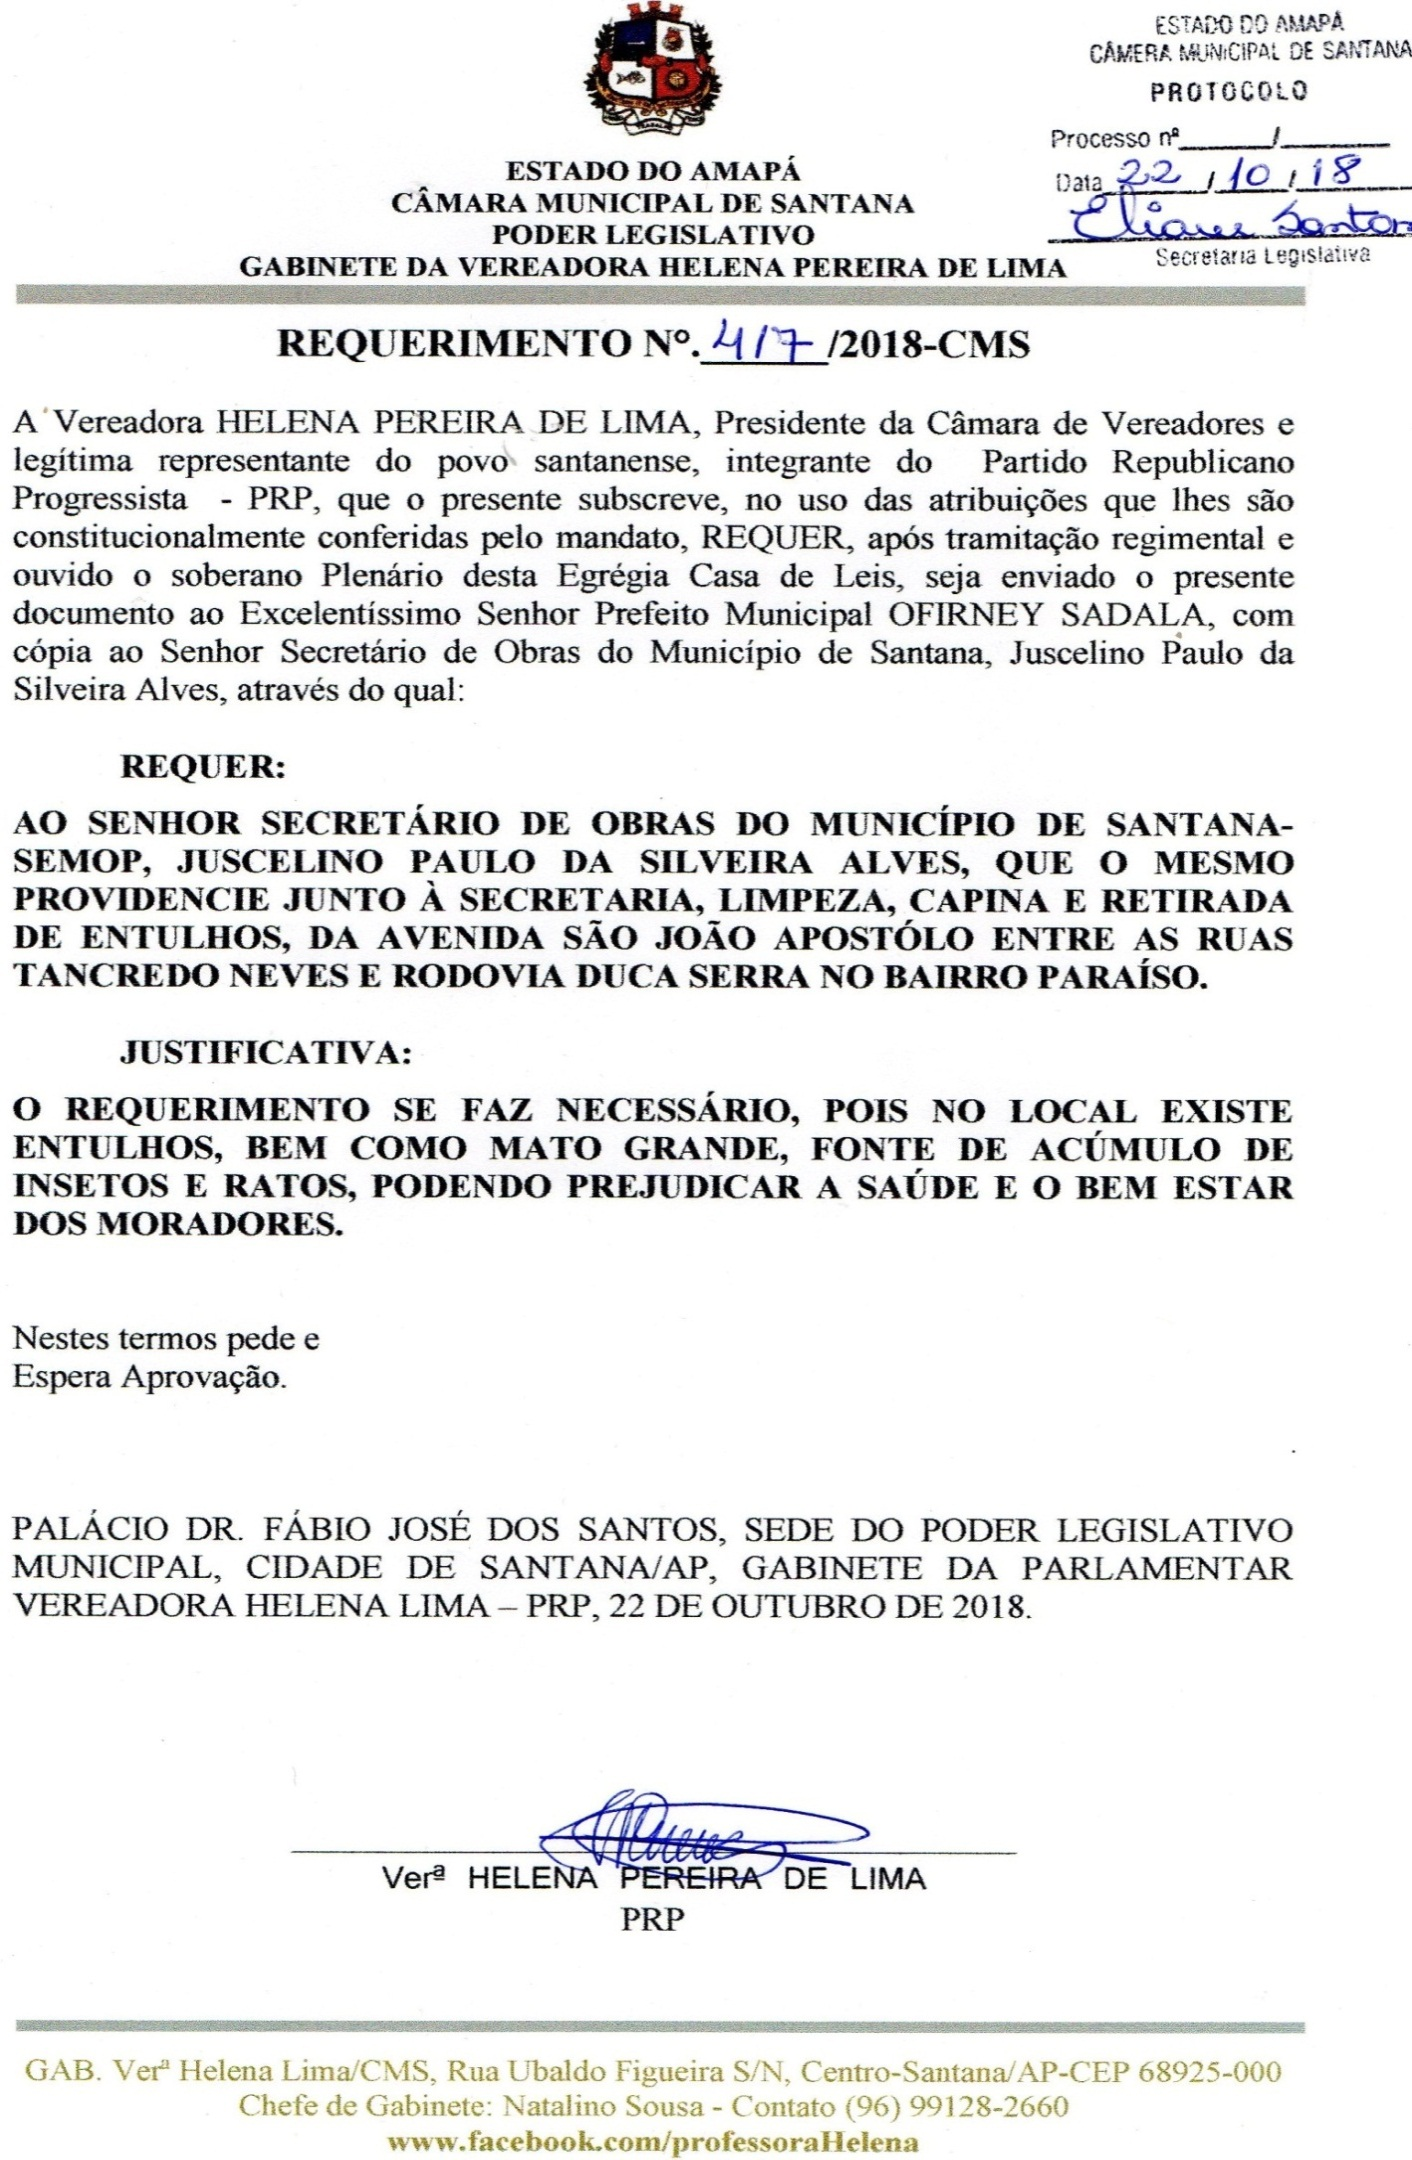 ESTADO DO AMAPÁ
CÂMERA MUNICIPAL DE SANTANA
PROTOCOLO
Processo nº_____/_____
Data 22 / 10 / 18
Eliane Santos
Secretaria Legislativa
ESTADO DO AMAPÁ
CÂMARA MUNICIPAL DE SANTANA
PODER LEGISLATIVO
GABINETE DA VEREADORA HELENA PEREIRA DE LIMA
REQUERIMENTO Nº. 417 /2018-CMS
A Vereadora HELENA PEREIRA DE LIMA, Presidente da Câmara de Vereadores e
legítima representante do povo santanense, integrante do Partido Republicano
Progressista - PRP, que o presente subscreve, no uso das atribuições que lhes são
constitucionalmente conferidas pelo mandato, REQUER, após tramitação regimental e
ouvido o soberano Plenário desta Egrégia Casa de Leis, seja enviado o presente
documento ao Excelentíssimo Senhor Prefeito Municipal OFIRNEY SADALA, com
cópia ao Senhor Secretário de Obras do Município de Santana, Juscelino Paulo da
Silveira Alves, através do qual:
REQUER:
AO SENHOR SECRETÁRIO DE OBRAS DO MUNICÍPIO DE SANTANA-
SEMOP, JUSCELINO PAULO DA SILVEIRA ALVES, QUE O MESMO
PROVIDENCIE JUNTO À SECRETARIA, LIMPEZA, CAPINA E RETIRADA
DE ENTULHOS, DA AVENIDA SÃO JOÃO APOSTÓLO ENTRE AS RUAS
TANCREDO NEVES E RODOVIA DUCA SERRA NO BAIRRO PARAÍSO.
JUSTIFICATIVA:
O REQUERIMENTO SE FAZ NECESSÁRIO, POIS NO LOCAL EXISTE
ENTULHOS, BEM COMO MATO GRANDE, FONTE DE ACÚMULO DE
INSETOS E RATOS, PODENDO PREJUDICAR A SAÚDE E O BEM ESTAR
DOS MORADORES.
Nestes termos pede e
Espera Aprovação.
PALÁCIO DR. FÁBIO JOSÉ DOS SANTOS, SEDE DO PODER LEGISLATIVO
MUNICIPAL, CIDADE DE SANTANA/AP, GABINETE DA PARLAMENTAR
VEREADORA HELENA LIMA – PRP, 22 DE OUTUBRO DE 2018.
Verª HELENA PEREIRA DE LIMA
PRP
GAB. Verª Helena Lima/CMS, Rua Ubaldo Figueira S/N, Centro-Santana/AP-CEP 68925-000
Chefe de Gabinete: Natalino Sousa - Contato (96) 99128-2660
www.facebook.com/professoraHelena